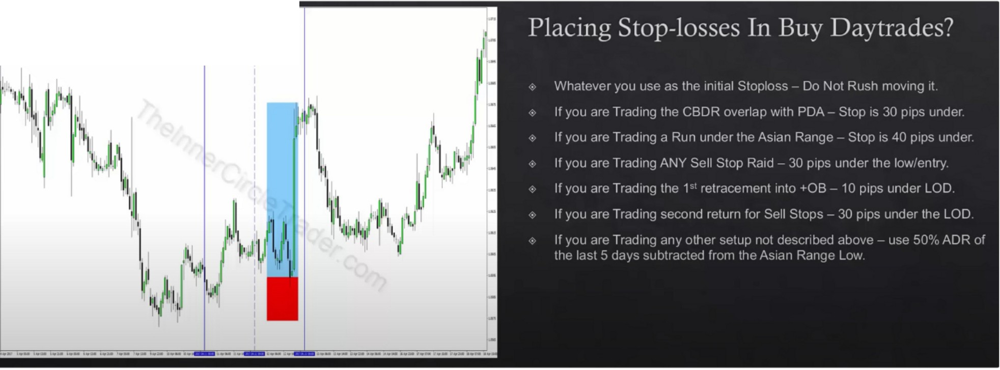 Placing Stop-losses In Buy Daytrades?
Whatever you use as the initial Stoploss – Do Not Rush moving it.
If you are Trading the CBDR overlap with PDA – Stop is 30 pips under.
If you are Trading a Run under the Asian Range – Stop is 40 pips under.
If you are Trading ANY Sell Stop Raid – 30 pips under the low/entry.
If you are Trading the 1st retracement into +OB – 10 pips under LOD.
If you are Trading second return for Sell Stops – 30 pips under the LOD.
If you are Trading any other setup not described above – use 50% ADR of
the last 5 days subtracted from the Asian Range Low.
TheInnerCircleTrader.com